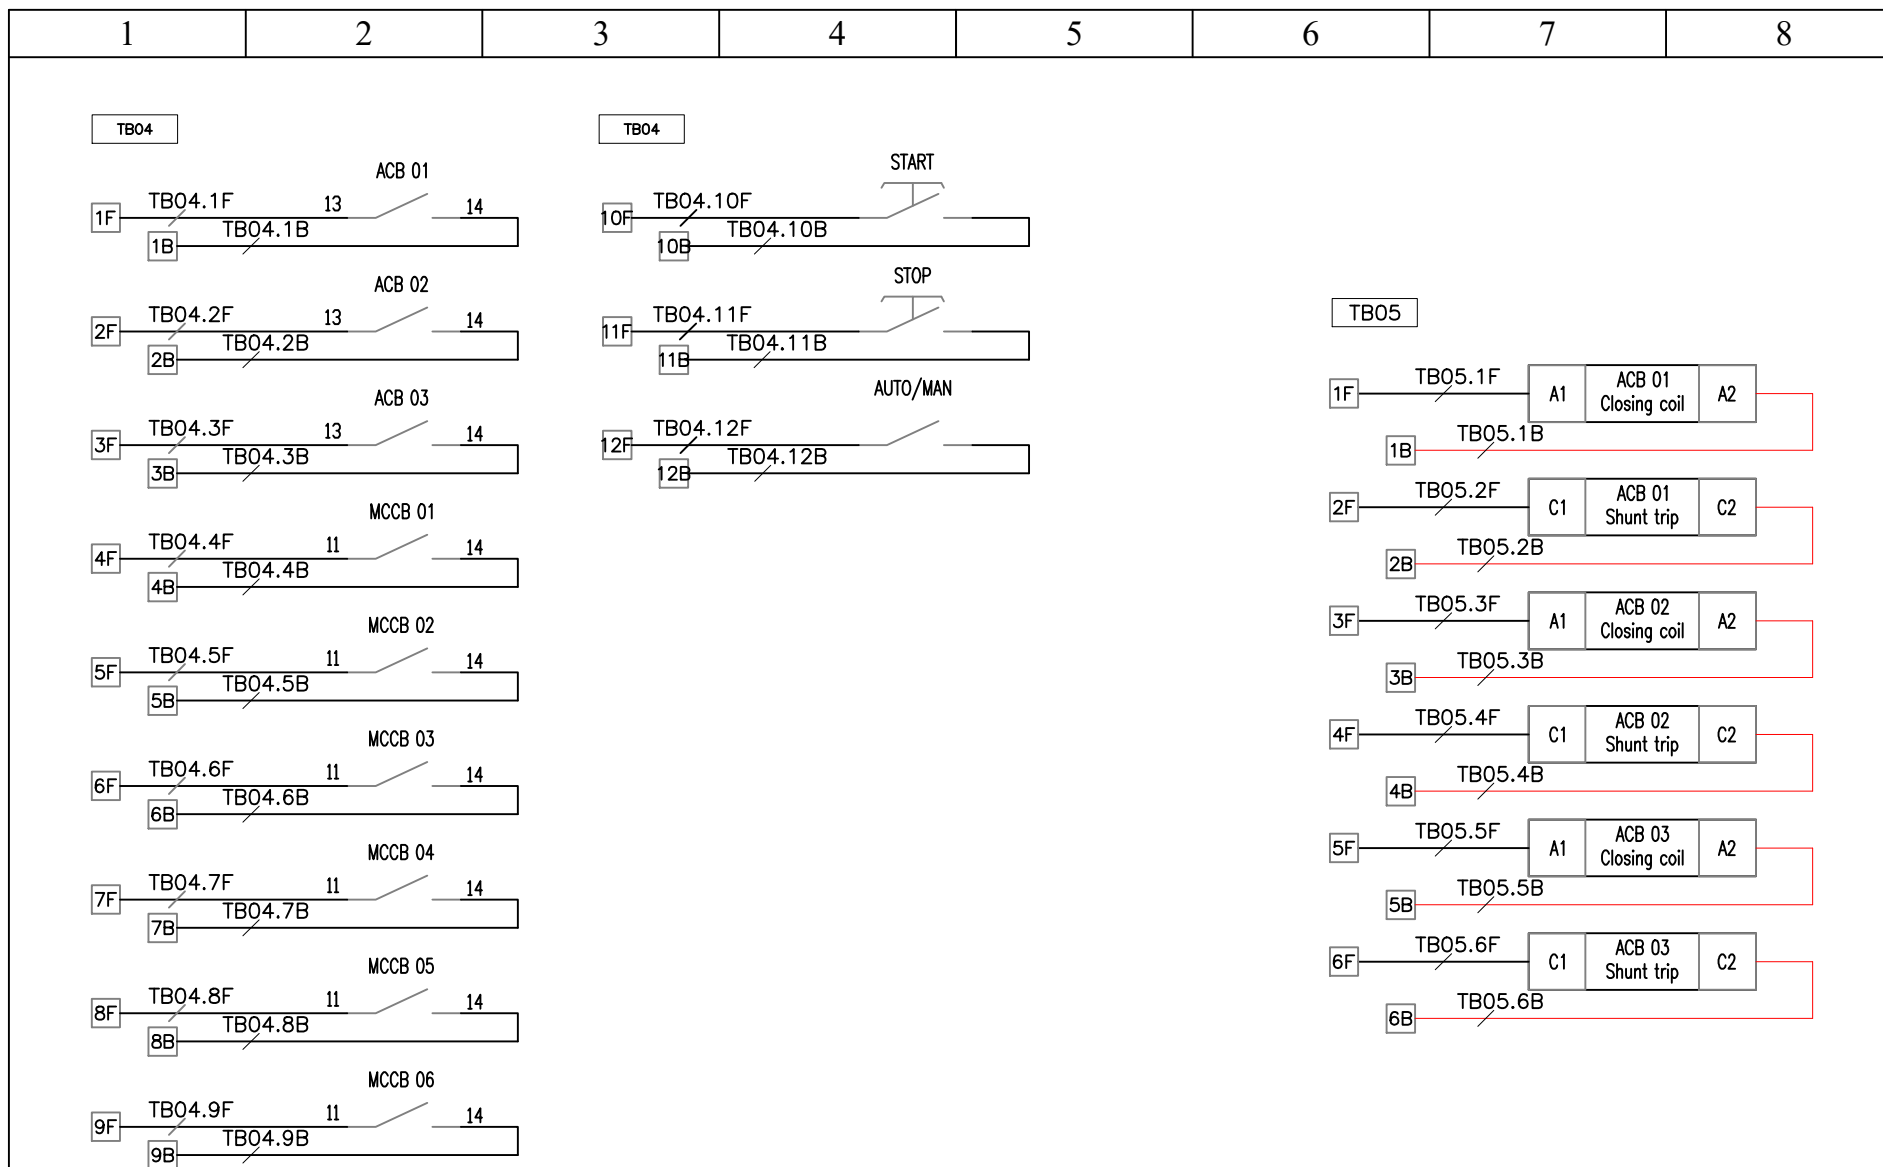 1 2 3 4 5 6 7 8
TB04
ACB 01
1F TB04.1F 13 14
1B TB04.1B
ACB 02
2F TB04.2F 13 14
2B TB04.2B
ACB 03
3F TB04.3F 13 14
3B TB04.3B
MCCB 01
4F TB04.4F 11 14
4B TB04.4B
MCCB 02
5F TB04.5F 11 14
5B TB04.5B
MCCB 03
6F TB04.6F 11 14
6B TB04.6B
MCCB 04
7F TB04.7F 11 14
7B TB04.7B
MCCB 05
8F TB04.8F 11 14
8B TB04.8B
MCCB 06
9F TB04.9F 11 14
9B TB04.9B
TB04
START
10F TB04.10F
10B TB04.10B
STOP
11F TB04.11F
11B TB04.11B
AUTO/MAN
12F TB04.12F
12B TB04.12B
TB05
1F TB05.1F A1 ACB 01 A2
Closing coil
1B TB05.1B
2F TB05.2F C1 ACB 01 C2
Shunt trip
2B TB05.2B
3F TB05.3F A1 ACB 02 A2
Closing coil
3B TB05.3B
4F TB05.4F C1 ACB 02 C2
Shunt trip
4B TB05.4B
5F TB05.5F A1 ACB 03 A2
Closing coil
5B TB05.5B
6F TB05.6F C1 ACB 03 C2
Shunt trip
6B TB05.6B